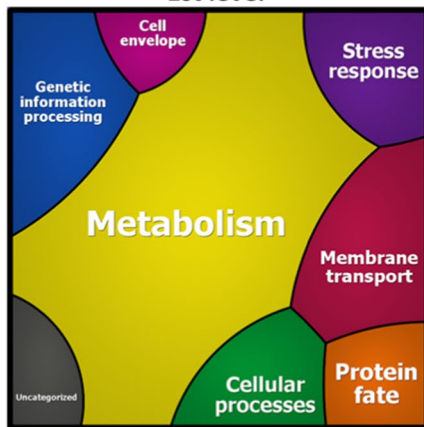 Cell
envelope
Stress
response
Genetic
information
processing
Metabolism
Membrane
transport
Protein
fate
Cellular
processes
Uncategorized